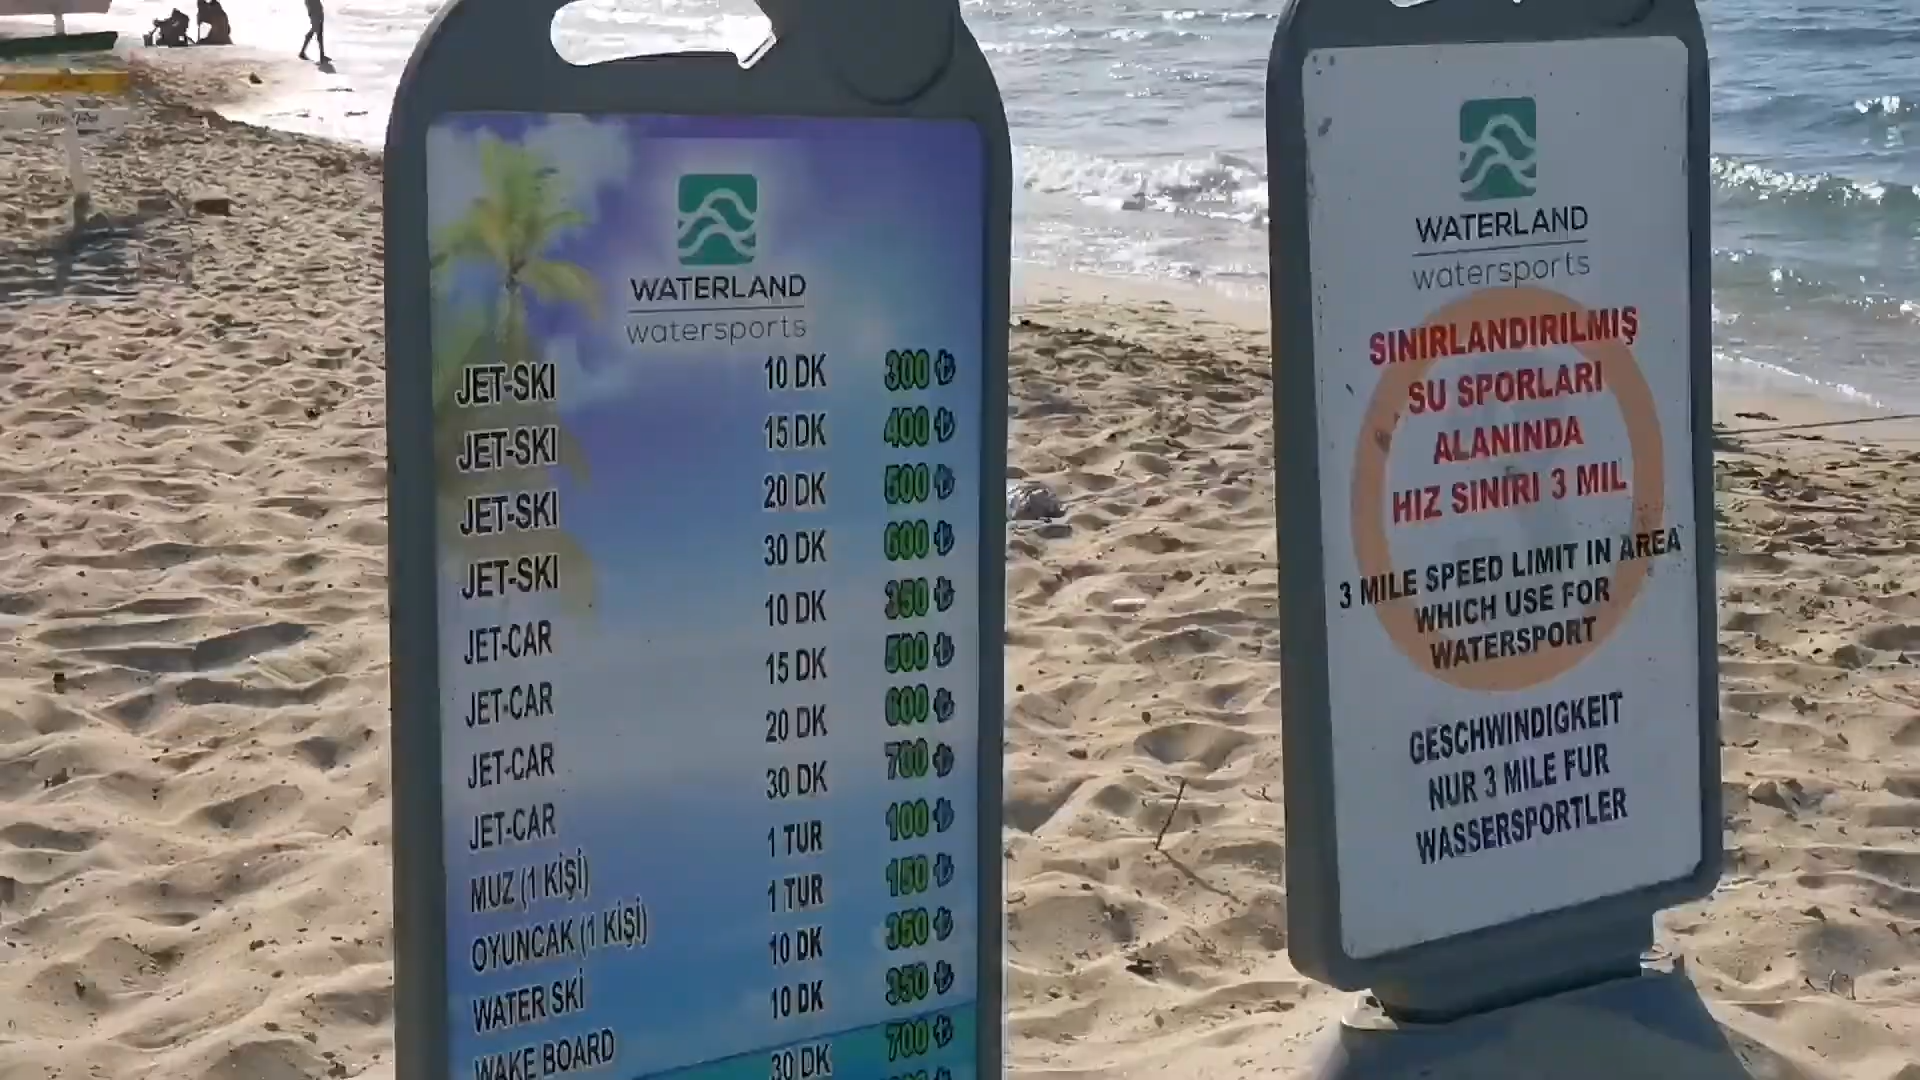 WATERLAND
watersports
JET-SKI 10 DK 300 ₺
JET-SKI 15 DK 400 ₺
JET-SKI 20 DK 500 ₺
JET-SKI 30 DK 600 ₺
JET-CAR 10 DK 350 ₺
JET-CAR 15 DK 500 ₺
JET-CAR 20 DK 600 ₺
JET-CAR 30 DK 700 ₺
MUZ (1 KİŞİ) 1 TUR 100 ₺
OYUNCAK (1 KİŞİ) 1 TUR 150 ₺
WATER SKİ 10 DK 350 ₺
WAKE BOARD 10 DK 350 ₺
30 DK 700 ₺
WATERLAND
watersports
SINIRLANDIRILMIŞ
SU SPORLARI
ALANINDA
HIZ SINIRI 3 MIL
3 MILE SPEED LIMIT IN AREA
WHICH USE FOR
WATERSPORT
GESCHWINDIGKEIT
NUR 3 MILE FUR
WASSERSPORTLER